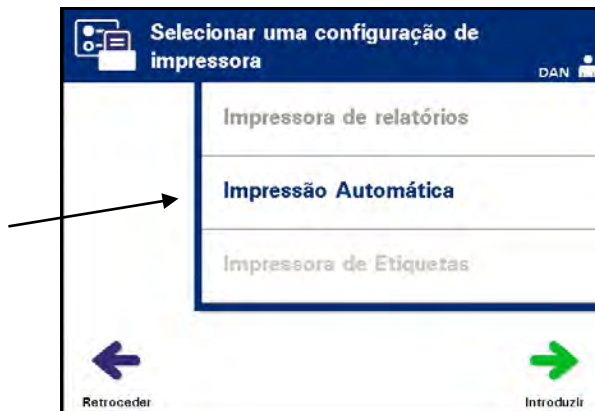 Selecionar uma configuração de
impressora
DAN
Impressora de relatórios
Impressão Automática
Impressora de Etiquetas
Retroceder
Introduzir